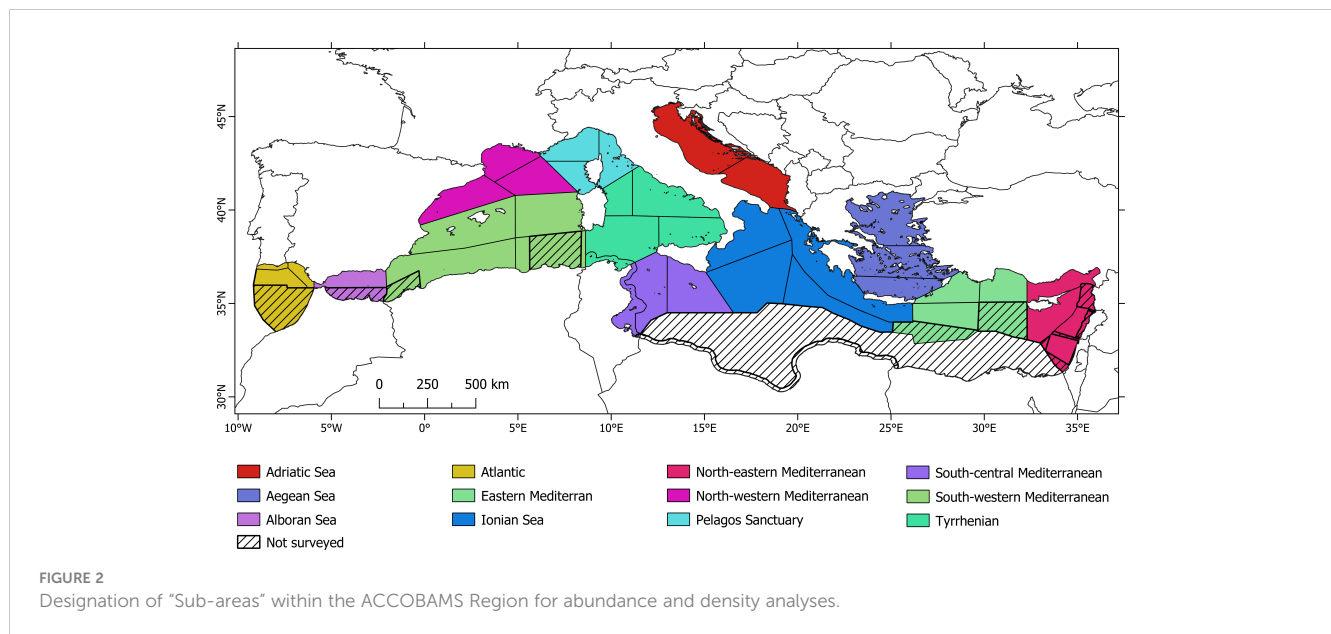 45°N
40°N
35°N
30°N
0 250 500 km
10°W 5°W 0° 5°E 10°E 15°E 20°E 25°E 30°E 35°E
Adriatic Sea Atlantic North-eastern Mediterranean South-central Mediterranean
Aegean Sea Eastern Mediterran North-western Mediterranean South-western Mediterranean
Alboran Sea Ionian Sea Pelagos Sanctuary Tyrrhenian
Not surveyed
FIGURE 2
Designation of “Sub-areas” within the ACCOBAMS Region for abundance and density analyses.